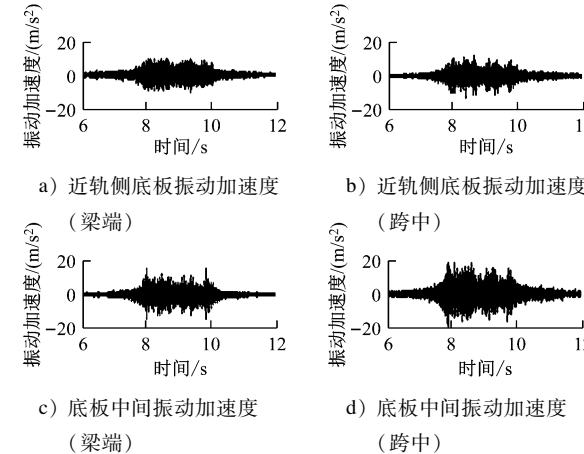 振动加速度/(m/s²)
20
0
−20
6
8
10
12
时间/s
a）近轨侧底板振动加速度
（梁端）
振动加速度/(m/s²)
20
0
−20
6
8
10
时间/s
b）近轨侧底板振动加速度
（跨中）
振动加速度/(m/s²)
20
0
−20
6
8
10
12
时间/s
c）底板中间振动加速度
（梁端）
振动加速度/(m/s²)
20
0
−20
6
8
10
时间/s
d）底板中间振动加速度
（跨中）